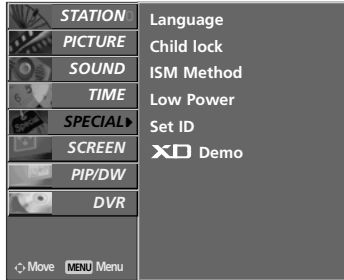 STATION
PICTURE
SOUND
TIME
SPECIAL
SCREEN
PIP/DW
DVR
Move MENU Menu
Language
Child lock
ISM Method
Low Power
Set ID
XD Demo